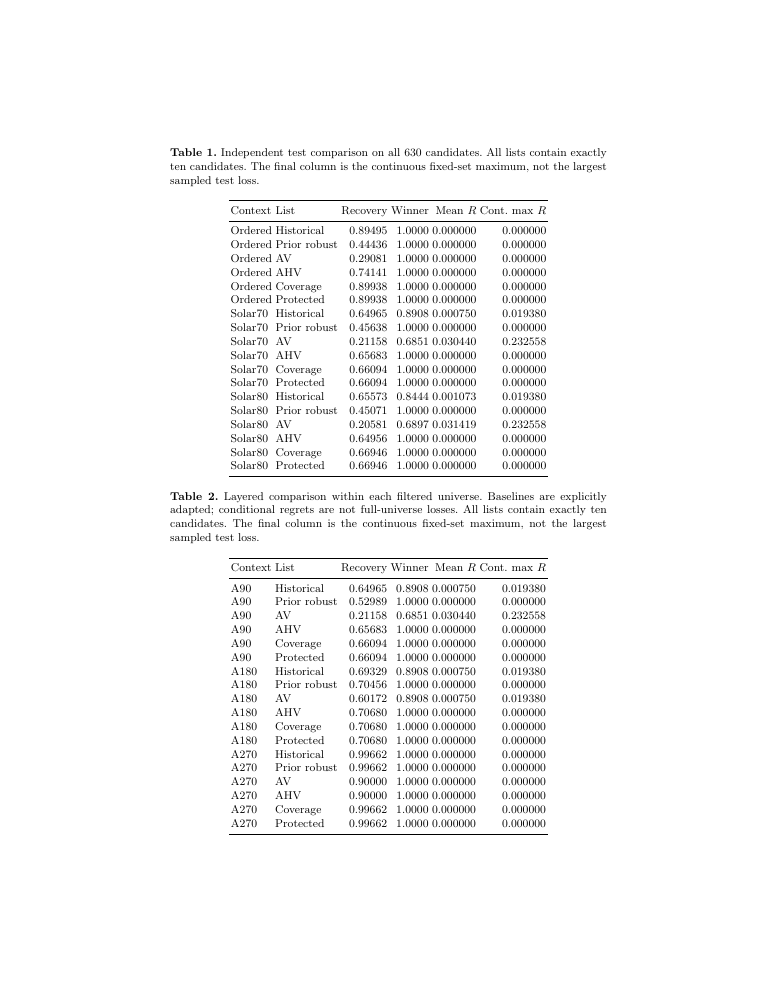 Table 1. Independent test comparison on all 630 candidates. All lists contain exactly
ten candidates. The final column is the continuous fixed-set maximum, not the largest
sampled test loss.
Context List Recovery Winner Mean R Cont. max R
Ordered Historical 0.89495 1.0000 0.000000 0.000000
Ordered Prior robust 0.44436 1.0000 0.000000 0.000000
Ordered AV 0.29081 1.0000 0.000000 0.000000
Ordered AHV 0.74141 1.0000 0.000000 0.000000
Ordered Coverage 0.89938 1.0000 0.000000 0.000000
Ordered Protected 0.89938 1.0000 0.000000 0.000000
Solar70 Historical 0.64965 0.8908 0.000750 0.019380
Solar70 Prior robust 0.45638 1.0000 0.000000 0.000000
Solar70 AV 0.21158 0.6851 0.030440 0.232558
Solar70 AHV 0.65683 1.0000 0.000000 0.000000
Solar70 Coverage 0.66094 1.0000 0.000000 0.000000
Solar70 Protected 0.66094 1.0000 0.000000 0.000000
Solar80 Historical 0.65573 0.8444 0.001073 0.019380
Solar80 Prior robust 0.45071 1.0000 0.000000 0.000000
Solar80 AV 0.20581 0.6897 0.031419 0.232558
Solar80 AHV 0.64956 1.0000 0.000000 0.000000
Solar80 Coverage 0.66946 1.0000 0.000000 0.000000
Solar80 Protected 0.66946 1.0000 0.000000 0.000000
Table 2. Layered comparison within each filtered universe. Baselines are explicitly
adapted; conditional regrets are not full-universe losses. All lists contain exactly ten
candidates. The final column is the continuous fixed-set maximum, not the largest
sampled test loss.
Context List Recovery Winner Mean R Cont. max R
A90 Historical 0.64965 0.8908 0.000750 0.019380
A90 Prior robust 0.52989 1.0000 0.000000 0.000000
A90 AV 0.21158 0.6851 0.030440 0.232558
A90 AHV 0.65683 1.0000 0.000000 0.000000
A90 Coverage 0.66094 1.0000 0.000000 0.000000
A90 Protected 0.66094 1.0000 0.000000 0.000000
A180 Historical 0.69329 0.8908 0.000750 0.019380
A180 Prior robust 0.70456 1.0000 0.000000 0.000000
A180 AV 0.60172 0.8908 0.000750 0.019380
A180 AHV 0.70680 1.0000 0.000000 0.000000
A180 Coverage 0.70680 1.0000 0.000000 0.000000
A180 Protected 0.70680 1.0000 0.000000 0.000000
A270 Historical 0.99662 1.0000 0.000000 0.000000
A270 Prior robust 0.99662 1.0000 0.000000 0.000000
A270 AV 0.90000 1.0000 0.000000 0.000000
A270 AHV 0.90000 1.0000 0.000000 0.000000
A270 Coverage 0.99662 1.0000 0.000000 0.000000
A270 Protected 0.99662 1.0000 0.000000 0.000000